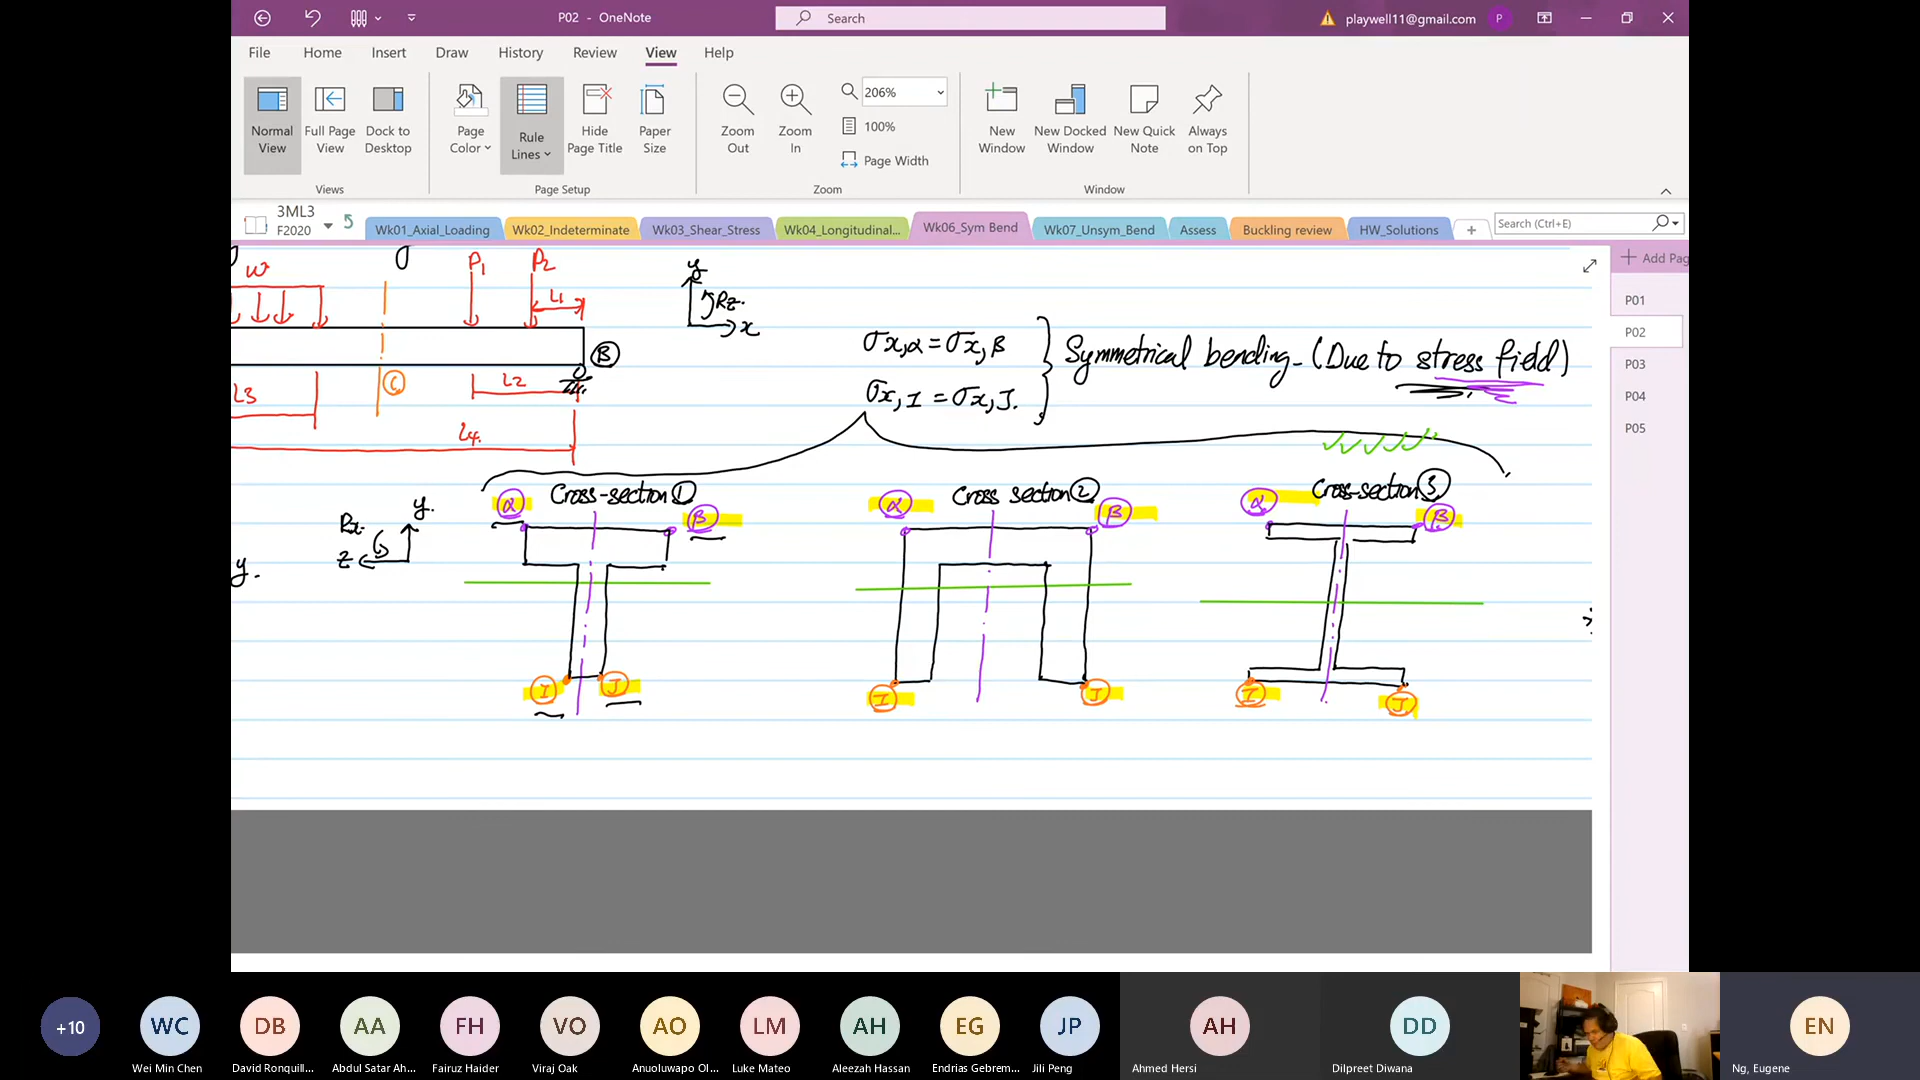 P02 - OneNote
Search
playwell11@gmail.com
P
File Home Insert Draw History Review View Help
Normal View
Full Page View
Dock to Desktop
Page Color
Rule Lines
Hide Page Title
Paper Size
Zoom Out
Zoom In
206%
100%
Page Width
New Window
New Docked Window
New Quick Note
Always on Top
Views
Page Setup
Zoom
Window
3ML3 F2020
Wk01_Axial_Loading
Wk02_Indeterminate
Wk03_Shear_Stress
Wk04_Longitudinal...
Wk06_Sym Bend
Wk07_Unsym_Bend
Assess
Buckling review
HW_Solutions
+
Search (Ctrl+E)
Add Pag
P01
P02
P03
P04
P05
w P1 P2 L1
y
Rz.
x
B
C
L2
L3
L4.
σx,α = σx,β
σx,I = σx,J.
Symmetrical bending - (Due to stress field)
Cross-section 1
Cross section 2
Cross-section 3
α β
α β
α β
y.
Rx.
z
y.
I J
I J
I J
+10
WC
DB
AA
FH
VO
AO
LM
AH
EG
JP
AH
DD
EN
Wei Min Chen
David Ronquill...
Abdul Satar Ah...
Fairuz Haider
Viraj Oak
Anuoluwapo Ol...
Luke Mateo
Aleezah Hassan
Endrias Gebrem...
Jili Peng
Ahmed Hersi
Dilpreet Diwana
Ng, Eugene